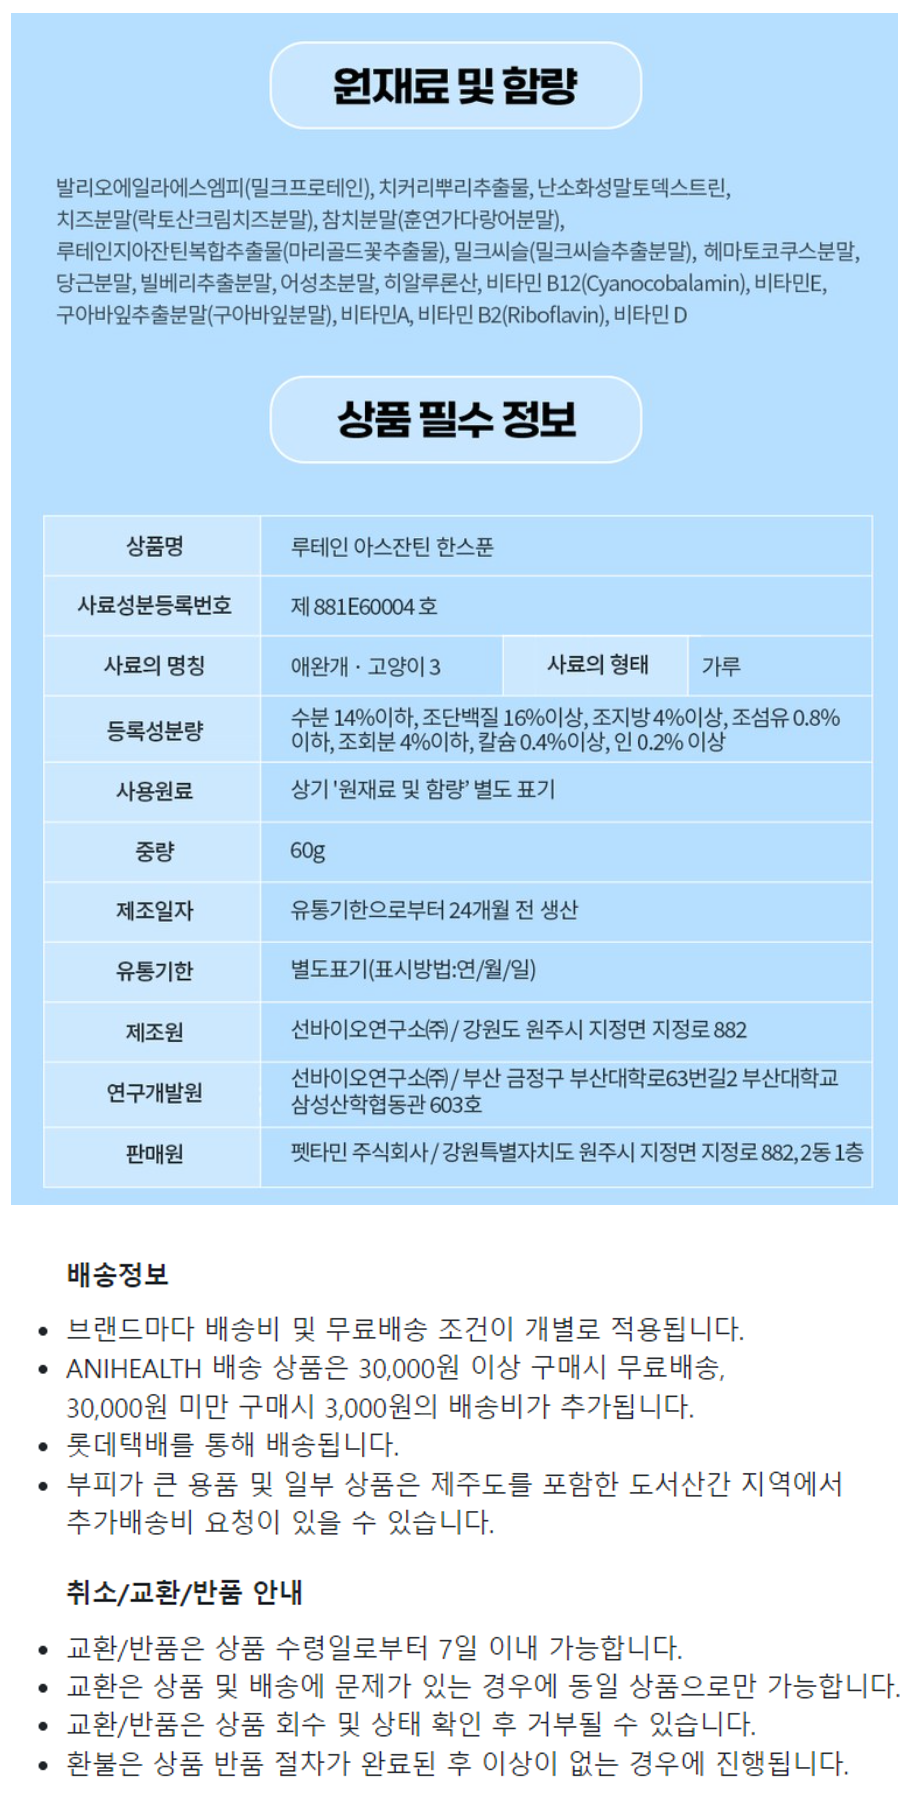 원재료 및 함량
발리오에일라에스엠피(밀크프로테인), 치커리뿌리추출물, 난소화성말토덱스트린,
치즈분말(락토산크림치즈분말), 참치분말(훈연가다랑어분말),
루테인지아잔틴복합추출물(마리골드꽃추출물), 밀크씨슬(밀크씨슬추출분말), 헤마토코쿠스분말,
당근분말, 빌베리추출분말, 어성초분말, 히알루론산, 비타민 B12(Cyanocobalamin), 비타민E,
구아바잎추출분말(구아바잎분말), 비타민A, 비타민 B2(Riboflavin), 비타민 D
상품 필수 정보
상품명 루테인 아스잔틴 한스푼
사료성분등록번호 제 881E60004 호
사료의 명칭 애완개 · 고양이 3 사료의 형태 가루
등록성분량 수분 14%이하, 조단백질 16%이상, 조지방 4%이상, 조섬유 0.8%
이하, 조회분 4%이하, 칼슘 0.4%이상, 인 0.2% 이상
사용원료 상기 '원재료 및 함량’ 별도 표기
중량 60g
제조일자 유통기한으로부터 24개월 전 생산
유통기한 별도표기(표시방법:연/월/일)
제조원 선바이오연구소㈜ / 강원도 원주시 지정면 지정로 882
연구개발원 선바이오연구소㈜ / 부산 금정구 부산대학로63번길2 부산대학교
삼성산학협동관 603호
판매원 펫타민 주식회사 / 강원특별자치도 원주시 지정면 지정로 882, 2동 1층
배송정보
• 브랜드마다 배송비 및 무료배송 조건이 개별로 적용됩니다.
• ANIHEALTH 배송 상품은 30,000원 이상 구매시 무료배송,
30,000원 미만 구매시 3,000원의 배송비가 추가됩니다.
• 롯데택배를 통해 배송됩니다.
• 부피가 큰 용품 및 일부 상품은 제주도를 포함한 도서산간 지역에서
추가배송비 요청이 있을 수 있습니다.
취소/교환/반품 안내
• 교환/반품은 상품 수령일로부터 7일 이내 가능합니다.
• 교환은 상품 및 배송에 문제가 있는 경우에 동일 상품으로만 가능합니다.
• 교환/반품은 상품 회수 및 상태 확인 후 거부될 수 있습니다.
• 환불은 상품 반품 절차가 완료된 후 이상이 없는 경우에 진행됩니다.